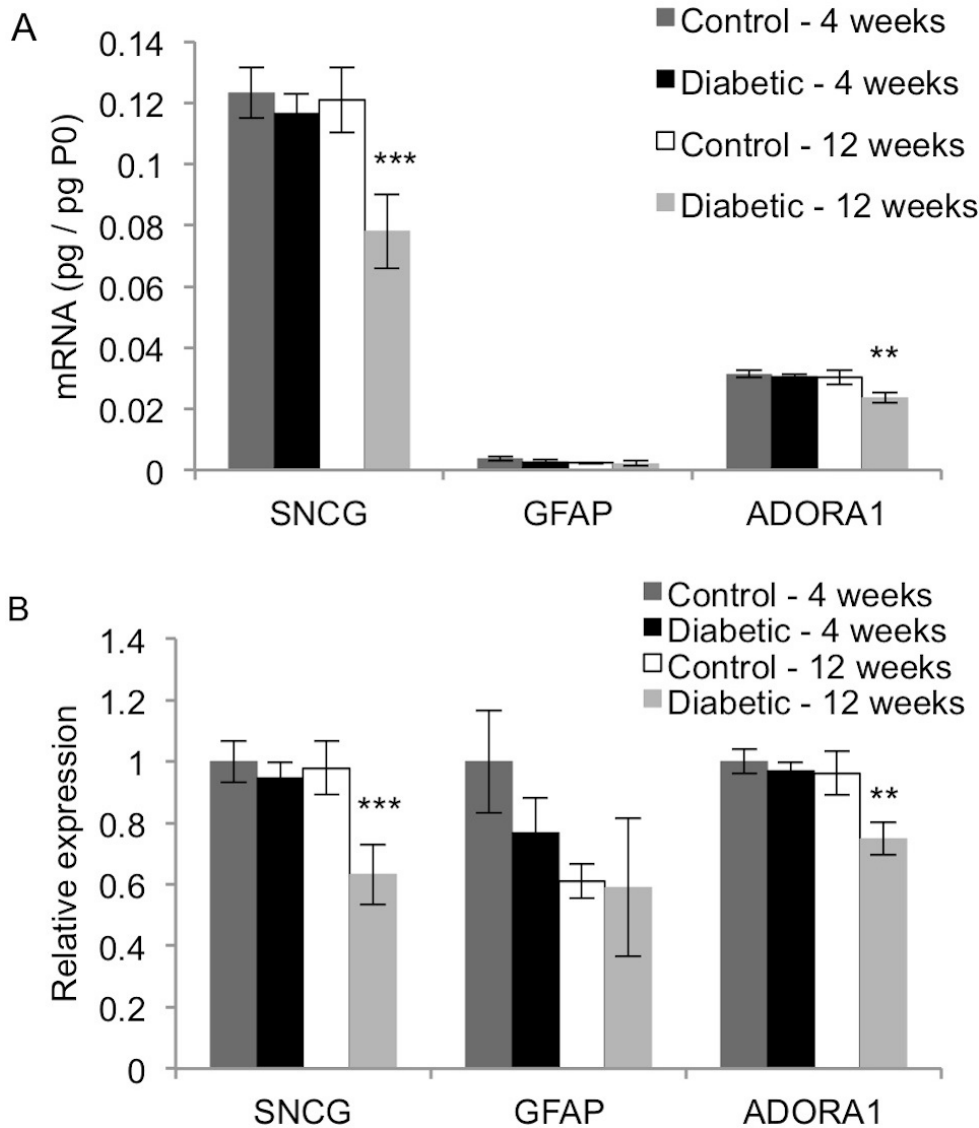 A
Control - 4 weeks
Diabetic - 4 weeks
Control - 12 weeks
Diabetic - 12 weeks
mRNA (pg / pg P0)
0.14
0.12
0.1
0.08
0.06
0.04
0.02
0
***
**
SNCG GFAP ADORA1
B
Control - 4 weeks
Diabetic - 4 weeks
Control - 12 weeks
Diabetic - 12 weeks
Relative expression
1.4
1.2
1
0.8
0.6
0.4
0.2
0
***
**
SNCG GFAP ADORA1